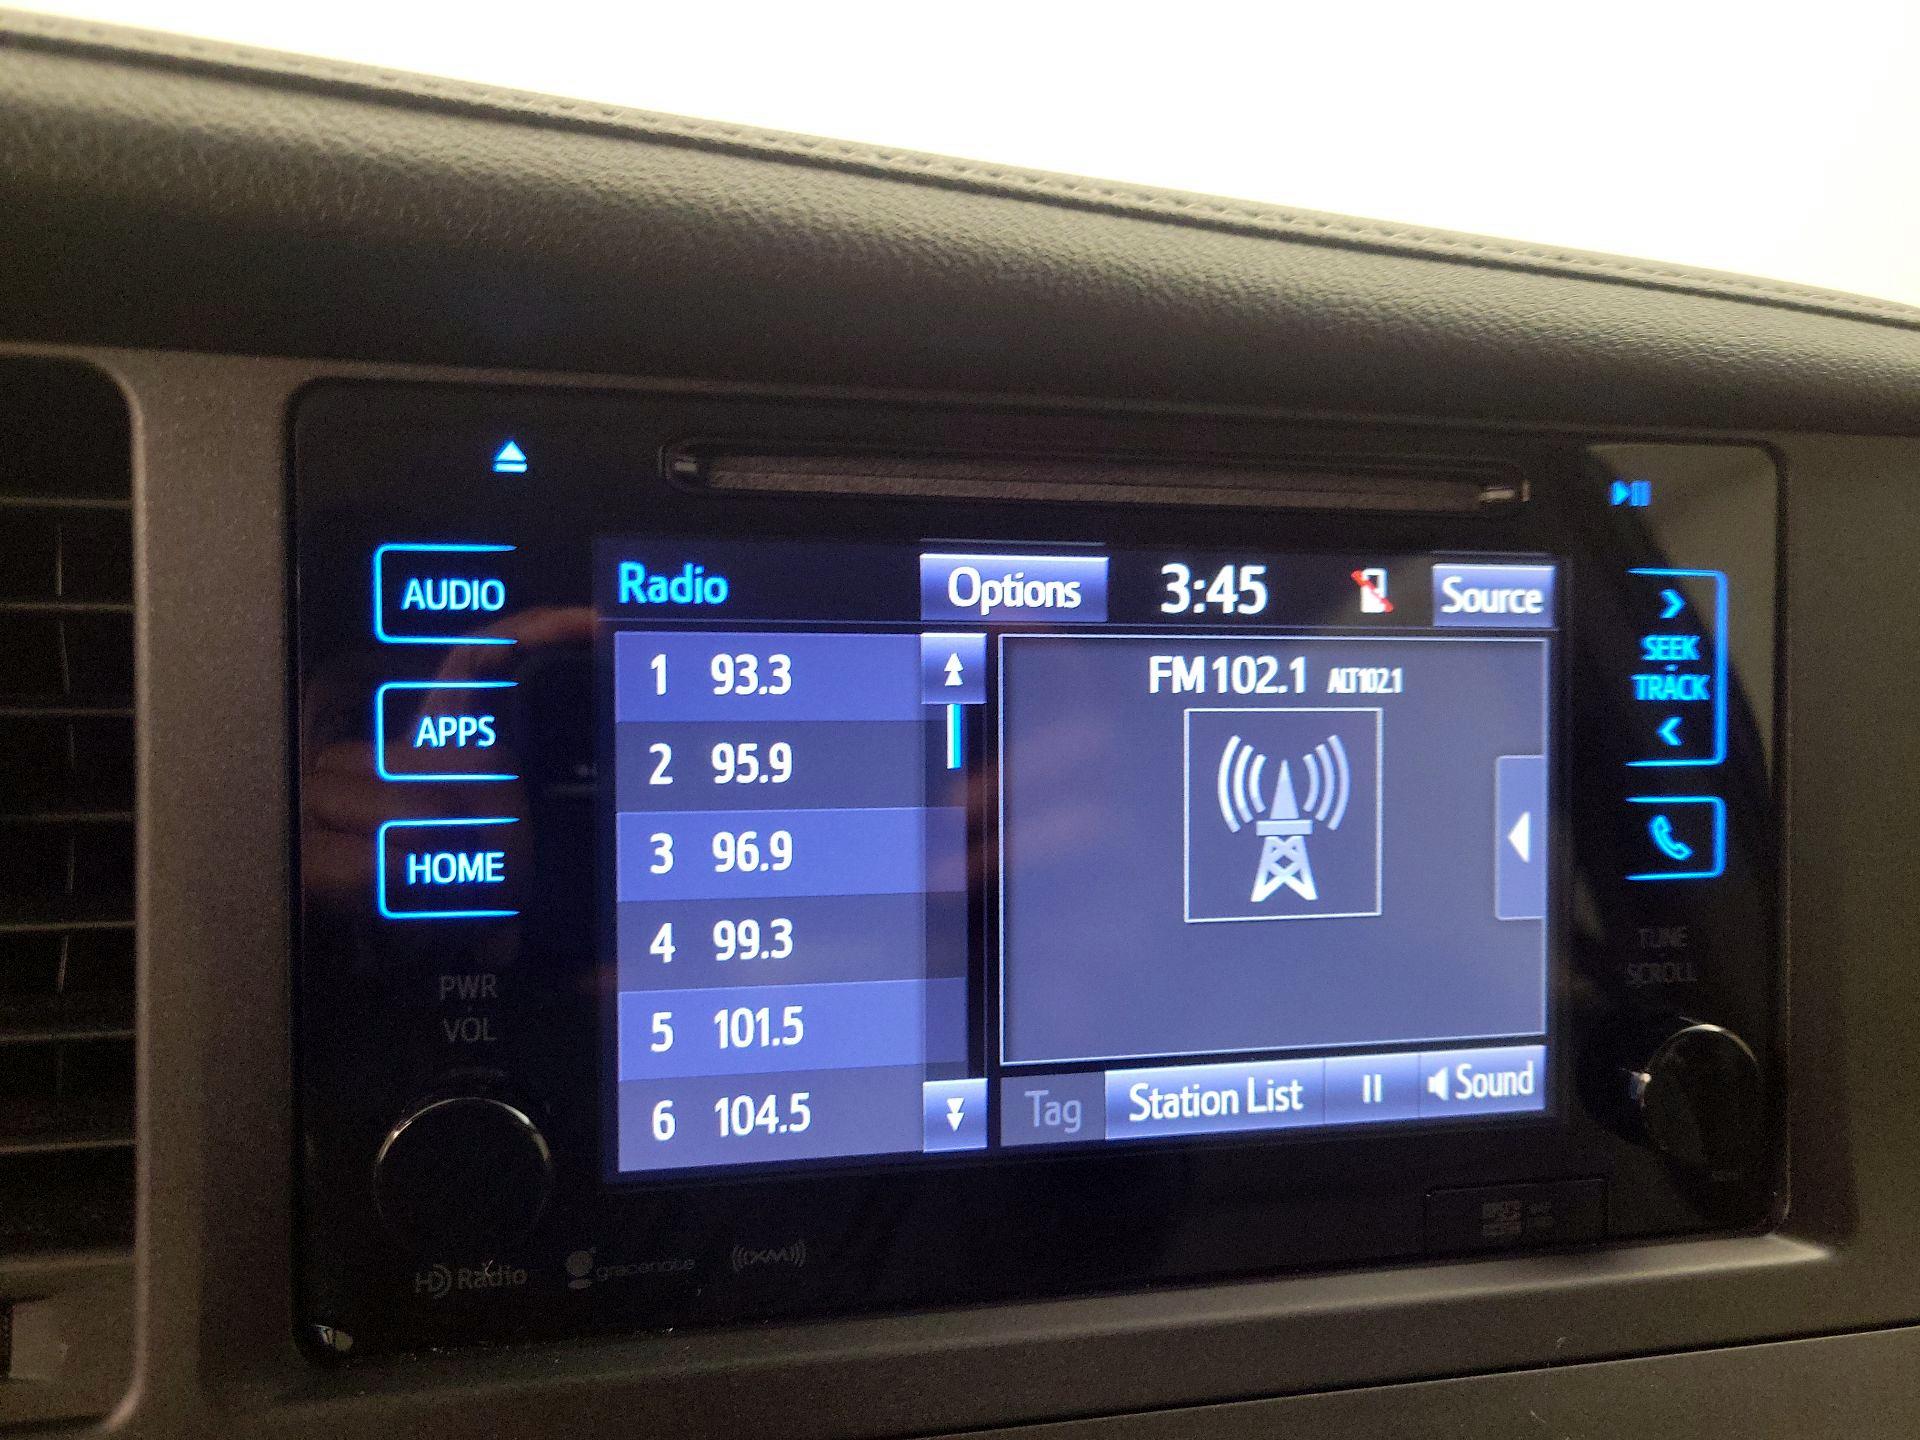 AUDIO
APPS
HOME
PWR
VOL
Radio
Options
3:45
Source
1 93.3
2 95.9
3 96.9
4 99.3
5 101.5
6 104.5
FM 102.1 ALT102.1
Tag
Station List
Sound
SEEK
TRACK
TUNE
SCROLL
HD Radio
gracenote
((XM))